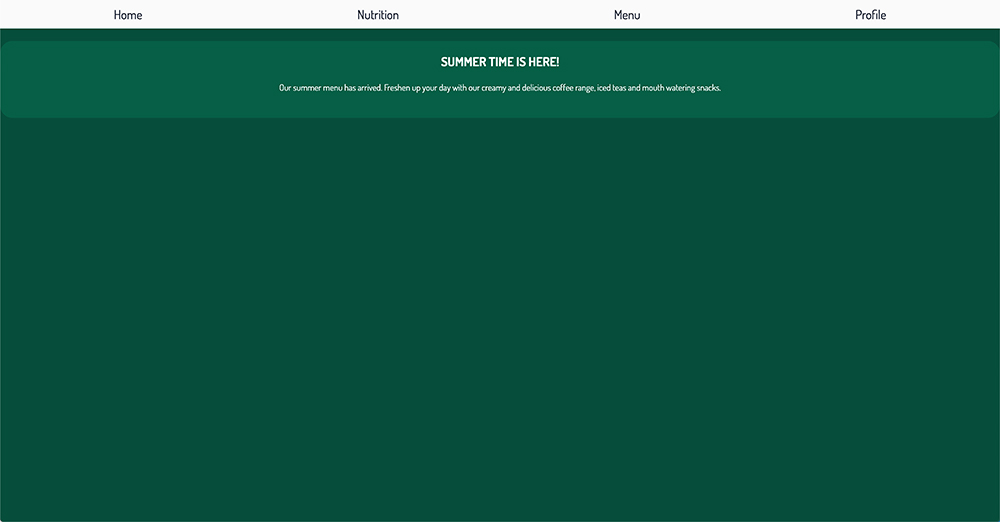 Home Nutrition Menu Profile
SUMMER TIME IS HERE!
Our summer menu has arrived. Freshen up your day with our creamy and delicious coffee range, iced teas and mouth watering snacks.